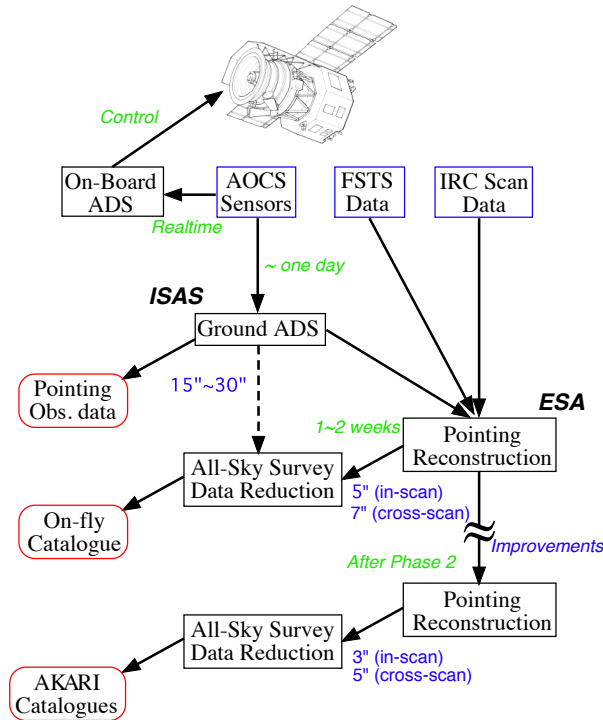 Control
On-Board
ADS
AOCS
Sensors
FSTS
Data
IRC Scan
Data
Realtime
~ one day
ISAS
Ground ADS
Pointing
Obs. data
15"~30"
ESA
1~2 weeks
Pointing
Reconstruction
All-Sky Survey
Data Reduction
5" (in-scan)
7" (cross-scan)
On-fly
Catalogue
Improvements
After Phase 2
Pointing
Reconstruction
All-Sky Survey
Data Reduction
3" (in-scan)
5" (cross-scan)
AKARI
Catalogues